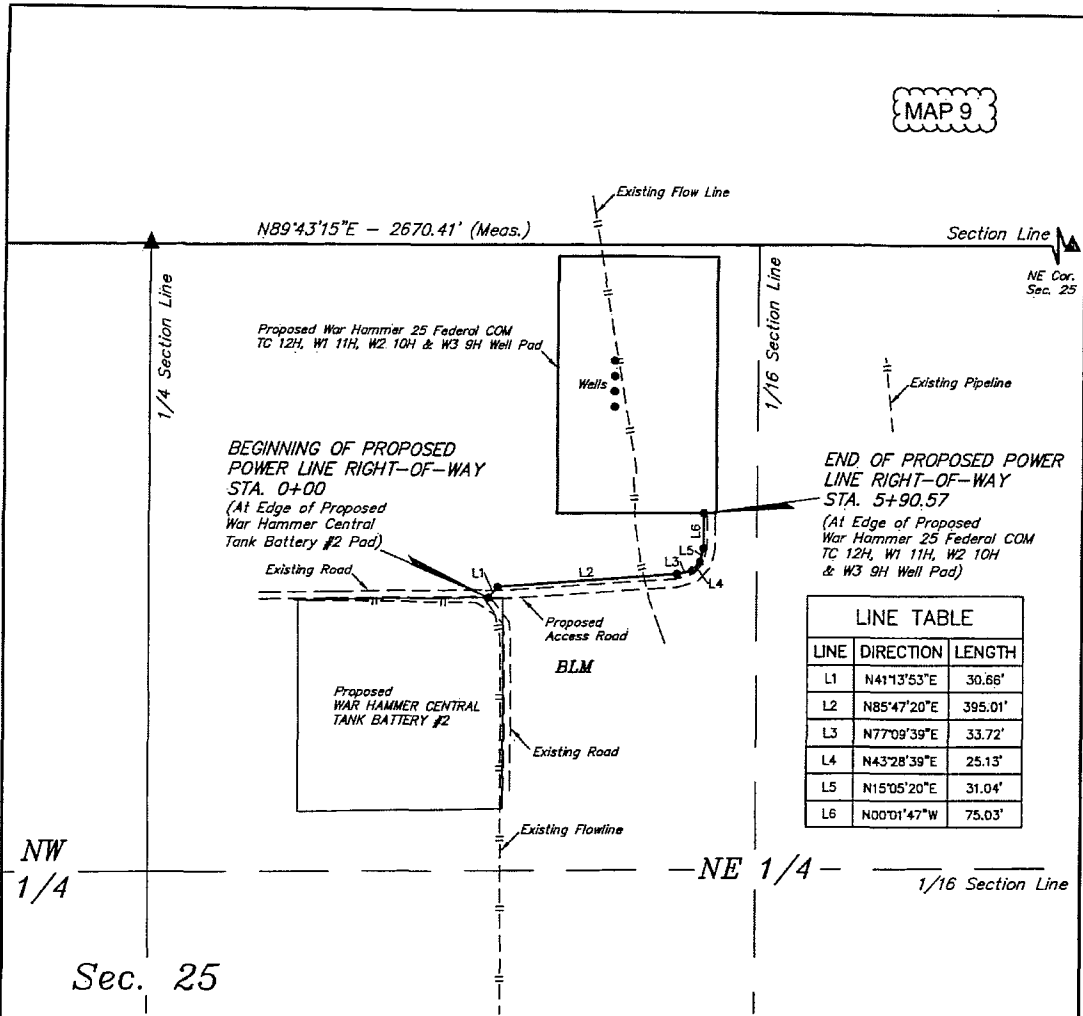 MAP 9
Existing Flow Line
N89°43'15"E - 2670.41' (Meas.)
Section Line
NE Cor.
Sec. 25
1/4 Section Line
Proposed War Hammer 25 Federal COM
TC 12H, W1 11H, W2 10H & W3 9H Well Pad
Wells
1/16 Section Line
Existing Pipeline
BEGINNING OF PROPOSED
POWER LINE RIGHT-OF-WAY
STA. 0+00
(At Edge of Proposed
War Hammer Central
Tank Battery #2 Pad)
END OF PROPOSED POWER
LINE RIGHT-OF-WAY
STA. 5+90.57
(At Edge of Proposed
War Hammer 25 Federal COM
TC 12H, W1 11H, W2 10H
& W3 9H Well Pad)
Existing Road
L1
L2
L3
L4
L5
L6
Proposed
Access Road
BLM
Proposed
WAR HAMMER CENTRAL
TANK BATTERY #2
Existing Road
Existing Flowline
LINE TABLE
LINE DIRECTION LENGTH
L1 N41°13'53"E 30.66'
L2 N85°47'20"E 395.01'
L3 N77°09'39"E 33.72'
L4 N43°28'39"E 25.13'
L5 N15°05'20"E 31.04'
L6 N00°01'47"W 75.03'
NW
1/4
NE 1/4
1/16 Section Line
Sec. 25